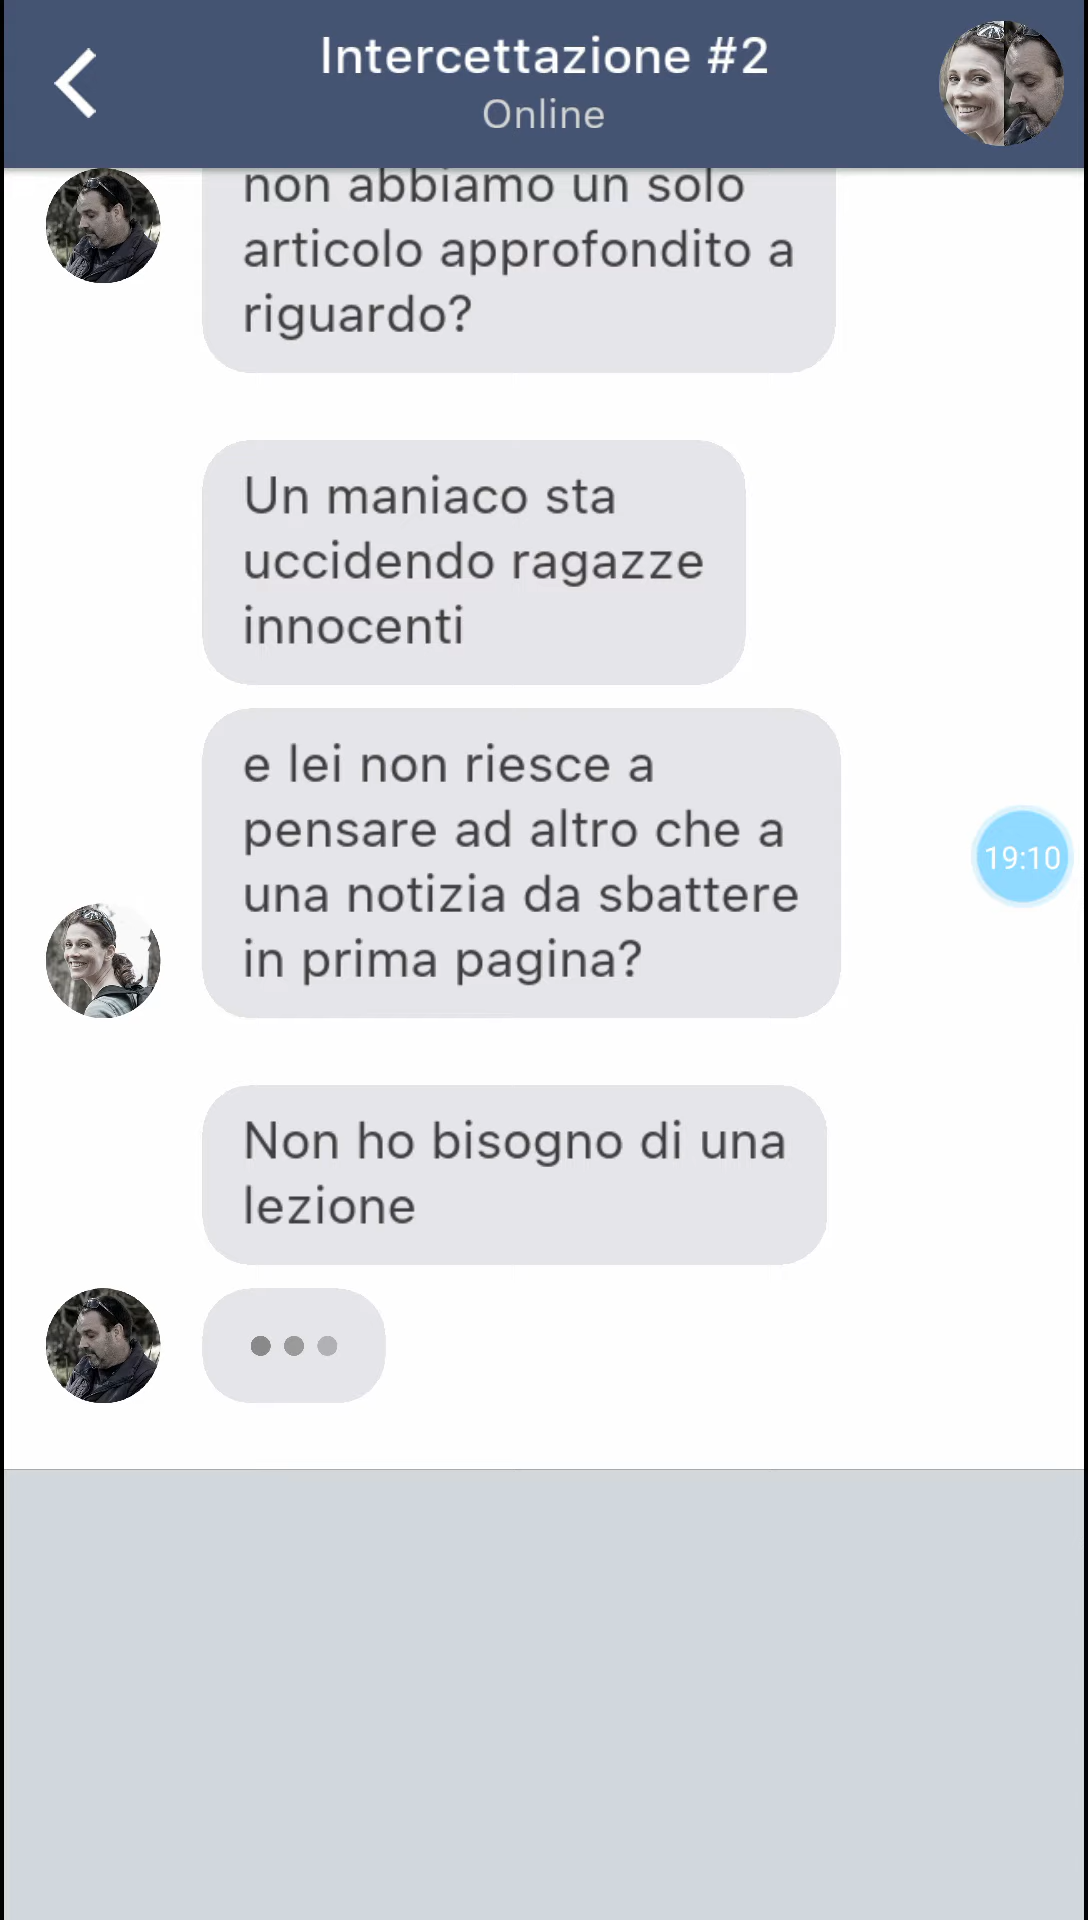 Intercettazione #2
Online
non abbiamo un solo
articolo approfondito a
riguardo?
Un maniaco sta
uccidendo ragazze
innocenti
e lei non riesce a
pensare ad altro che a
una notizia da sbattere
in prima pagina?
19:10
Non ho bisogno di una
lezione